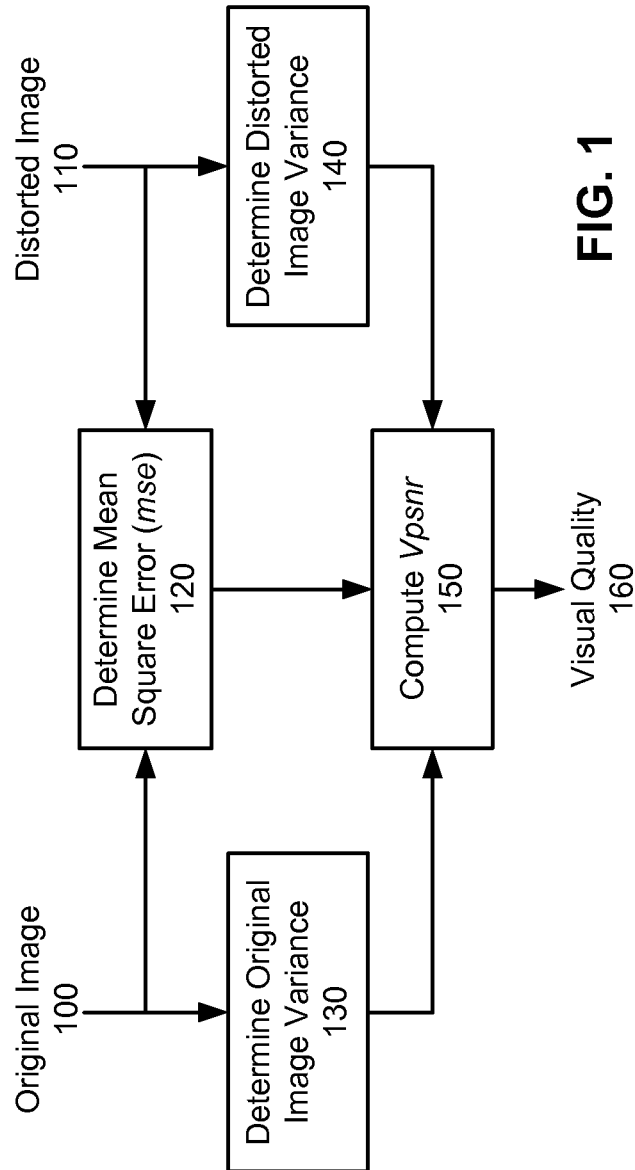 Original Image
100
Distorted Image
110
Determine Mean
Square Error (mse)
120
Determine Original
Image Variance
130
Determine Distorted
Image Variance
140
Compute Vpsnr
150
Visual Quality
160
FIG. 1